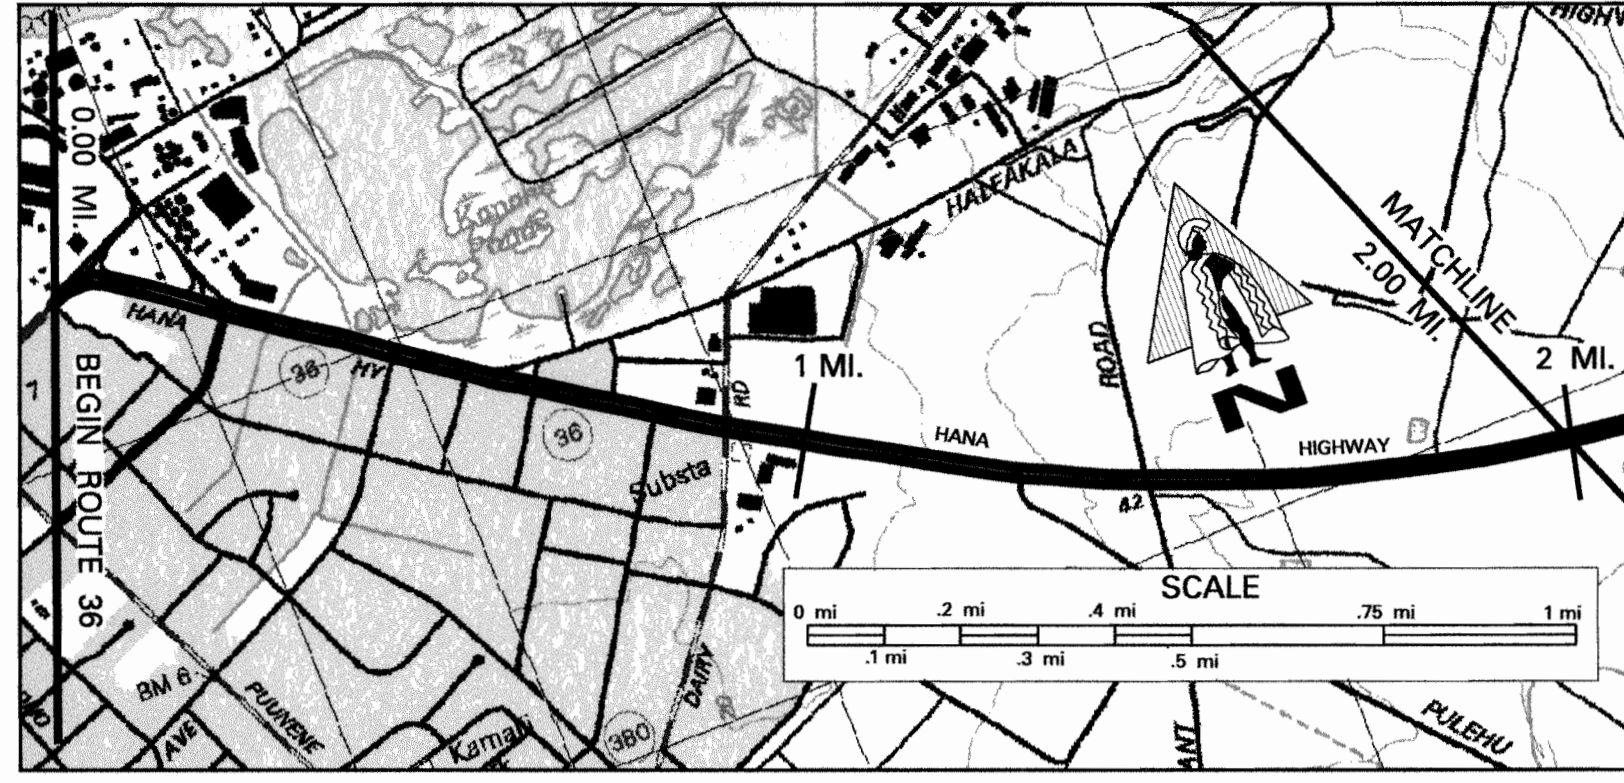 HIGHW
0.00 MI.
Kanaha
Ponds
HALEAKALA
MATCHLINE
2.00 MI.
HANA
HY
36
36
RD
1 MI.
ROAD
N
2 MI.
HANA
HIGHWAY
7
BEGIN ROUTE 36
Substa
42
SCALE
0 mi
.2 mi
.4 mi
.75 mi
1 mi
.1 mi
.3 mi
.5 mi
BM 6
PUUNENE
AVE
DAIRY
380
ANT
PULEHU